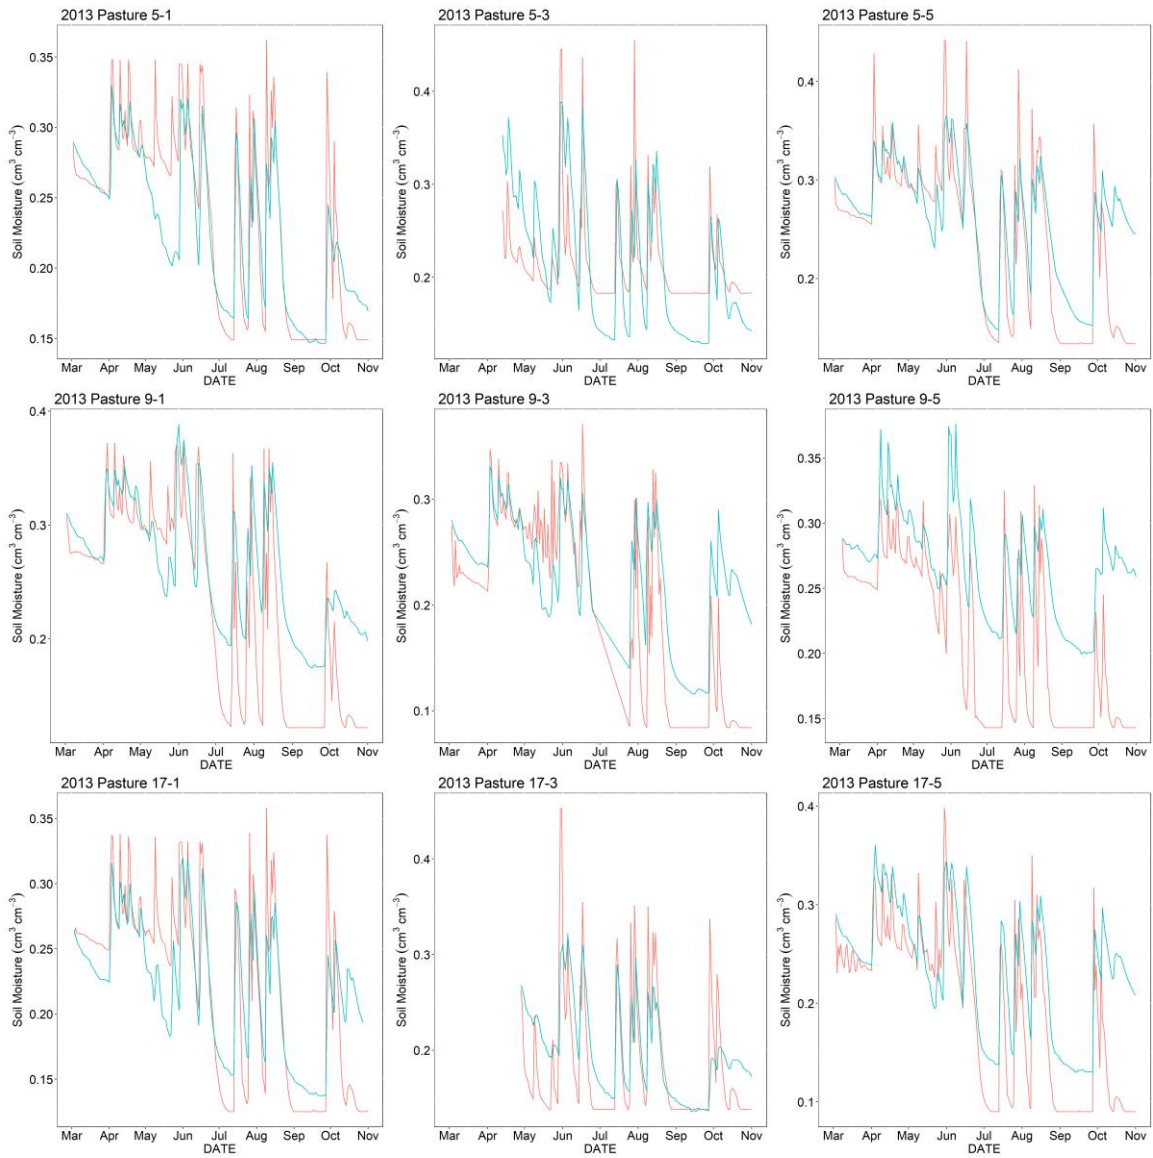 2013 Pasture 5-1
2013 Pasture 5-3
2013 Pasture 5-5
Soil Moisture (cm³ cm⁻³)
0.35
0.30
0.25
0.20
0.15
Mar Apr May Jun Jul Aug Sep Oct Nov
DATE
Soil Moisture (cm³ cm⁻³)
0.4
0.3
0.2
Mar Apr May Jun Jul Aug Sep Oct Nov
DATE
Soil Moisture (cm³ cm⁻³)
0.4
0.3
0.2
Mar Apr May Jun Jul Aug Sep Oct Nov
DATE
2013 Pasture 9-1
2013 Pasture 9-3
2013 Pasture 9-5
Soil Moisture (cm³ cm⁻³)
0.4
0.3
0.2
Mar Apr May Jun Jul Aug Sep Oct Nov
DATE
Soil Moisture (cm³ cm⁻³)
0.3
0.2
0.1
Mar Apr May Jun Jul Aug Sep Oct Nov
DATE
Soil Moisture (cm³ cm⁻³)
0.35
0.30
0.25
0.20
0.15
Mar Apr May Jun Jul Aug Sep Oct Nov
DATE
2013 Pasture 17-1
2013 Pasture 17-3
2013 Pasture 17-5
Soil Moisture (cm³ cm⁻³)
0.35
0.30
0.25
0.20
0.15
Mar Apr May Jun Jul Aug Sep Oct Nov
DATE
Soil Moisture (cm³ cm⁻³)
0.4
0.3
0.2
Mar Apr May Jun Jul Aug Sep Oct Nov
DATE
Soil Moisture (cm³ cm⁻³)
0.4
0.3
0.2
0.1
Mar Apr May Jun Jul Aug Sep Oct Nov
DATE